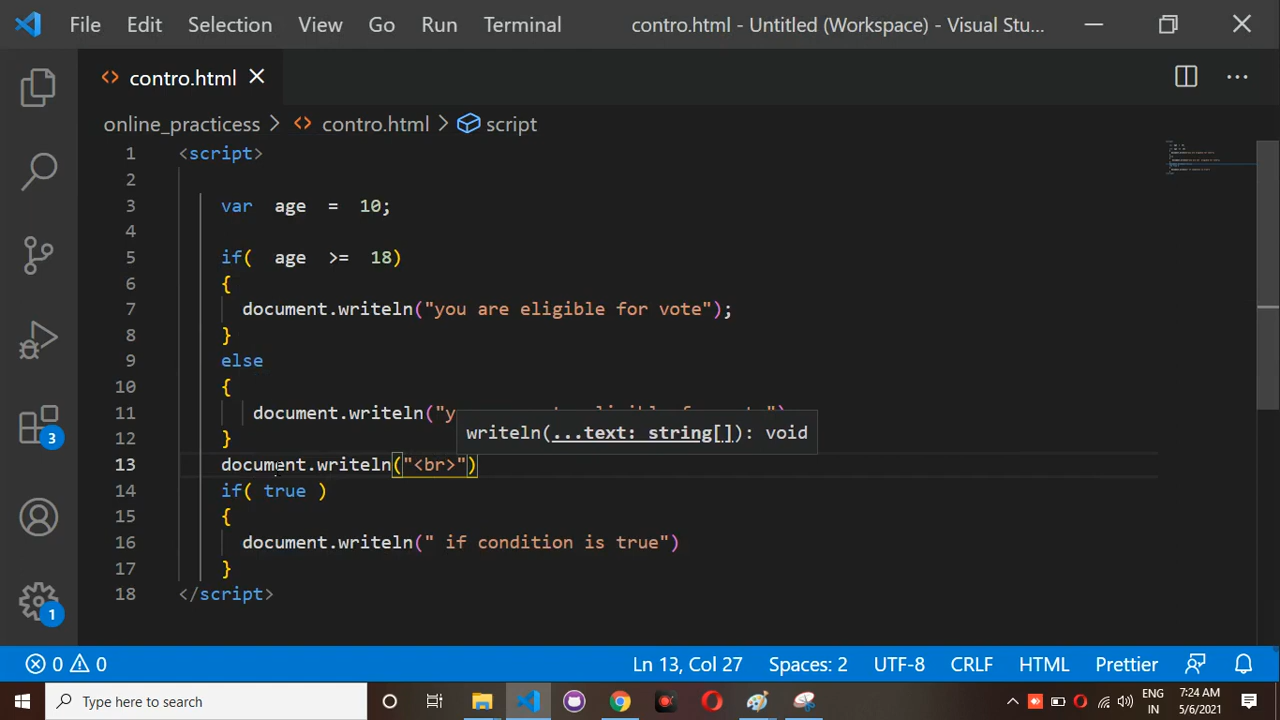 File Edit Selection View Go Run Terminal contro.html - Untitled (Workspace) - Visual Stu...
contro.html
online_practicess > contro.html > script
1 <script>
2
3 var age = 10;
4
5 if( age >= 18)
6 {
7 document.writeln("you are eligible for vote");
8 }
9 else
10 {
11 document.writeln("y
12 }
writeln(...text: string[]): void
13 document.writeln("<br>")
14 if( true )
15 {
16 document.writeln(" if condition is true")
17 }
18 </script>
3
1
0 0 Ln 13, Col 27 Spaces: 2 UTF-8 CRLF HTML Prettier
Type here to search
ENG 7:24 AM
IN 5/6/2021